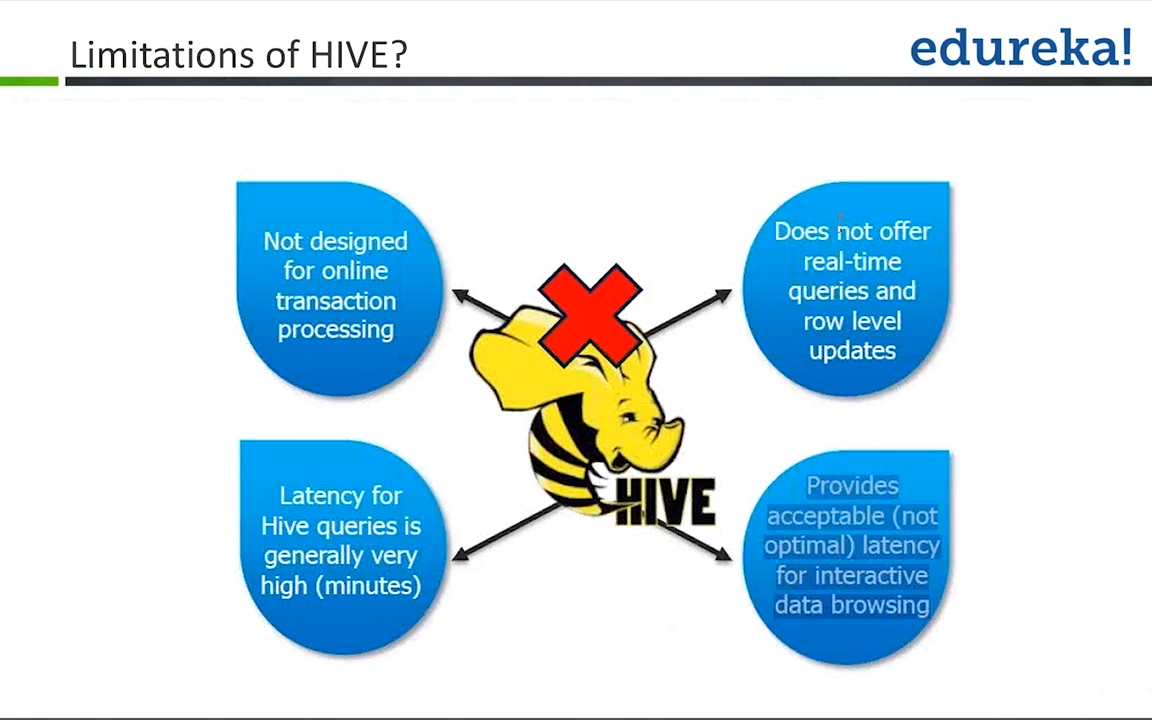 Limitations of HIVE?
edureka!
Not designed
for online
transaction
processing
Does not offer
real-time
queries and
row level
updates
HIVE
Latency for
Hive queries is
generally very
high (minutes)
Provides
acceptable (not
optimal) latency
for interactive
data browsing